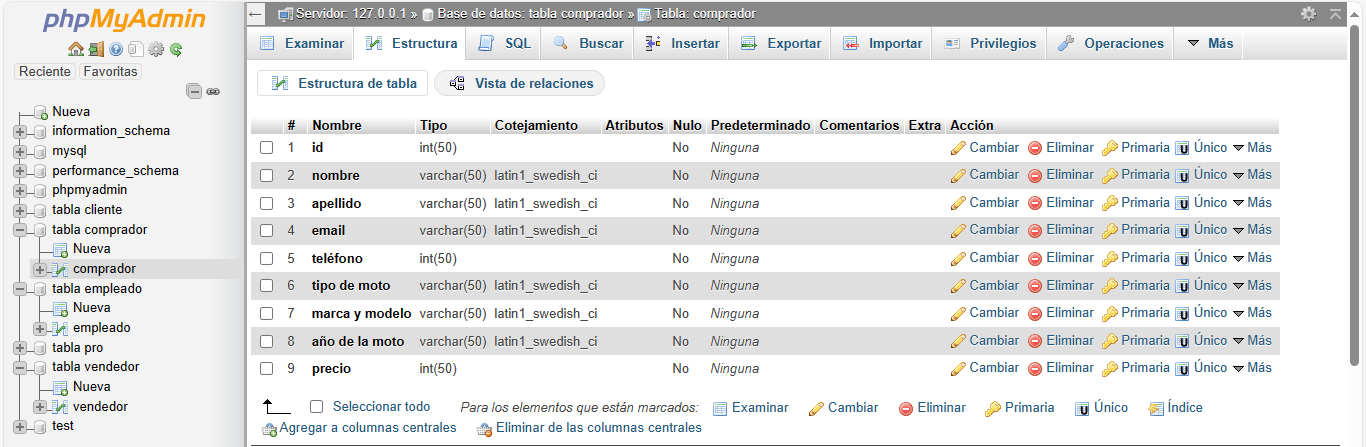 phpMyAdmin
Reciente Favoritas
Nueva
information_schema
mysql
performance_schema
phpmyadmin
tabla cliente
tabla comprador
Nueva
comprador
tabla empleado
Nueva
empleado
tabla pro
tabla vendedor
Nueva
vendedor
test
Servidor: 127.0.0.1 » Base de datos: tabla comprador » Tabla: comprador
Examinar Estructura SQL Buscar Insertar Exportar Importar Privilegios Operaciones Más
Estructura de tabla Vista de relaciones
# Nombre Tipo Cotejamiento Atributos Nulo Predeterminado Comentarios Extra Acción
1 id int(50) No Ninguna Cambiar Eliminar Primaria Único Más
2 nombre varchar(50) latin1_swedish_ci No Ninguna Cambiar Eliminar Primaria Único Más
3 apellido varchar(50) latin1_swedish_ci No Ninguna Cambiar Eliminar Primaria Único Más
4 email varchar(50) latin1_swedish_ci No Ninguna Cambiar Eliminar Primaria Único Más
5 teléfono int(50) No Ninguna Cambiar Eliminar Primaria Único Más
6 tipo de moto varchar(50) latin1_swedish_ci No Ninguna Cambiar Eliminar Primaria Único Más
7 marca y modelo varchar(50) latin1_swedish_ci No Ninguna Cambiar Eliminar Primaria Único Más
8 año de la moto varchar(50) latin1_swedish_ci No Ninguna Cambiar Eliminar Primaria Único Más
9 precio int(50) No Ninguna Cambiar Eliminar Primaria Único Más
Seleccionar todo Para los elementos que están marcados: Examinar Cambiar Eliminar Primaria Único Índice
Agregar a columnas centrales Eliminar de las columnas centrales